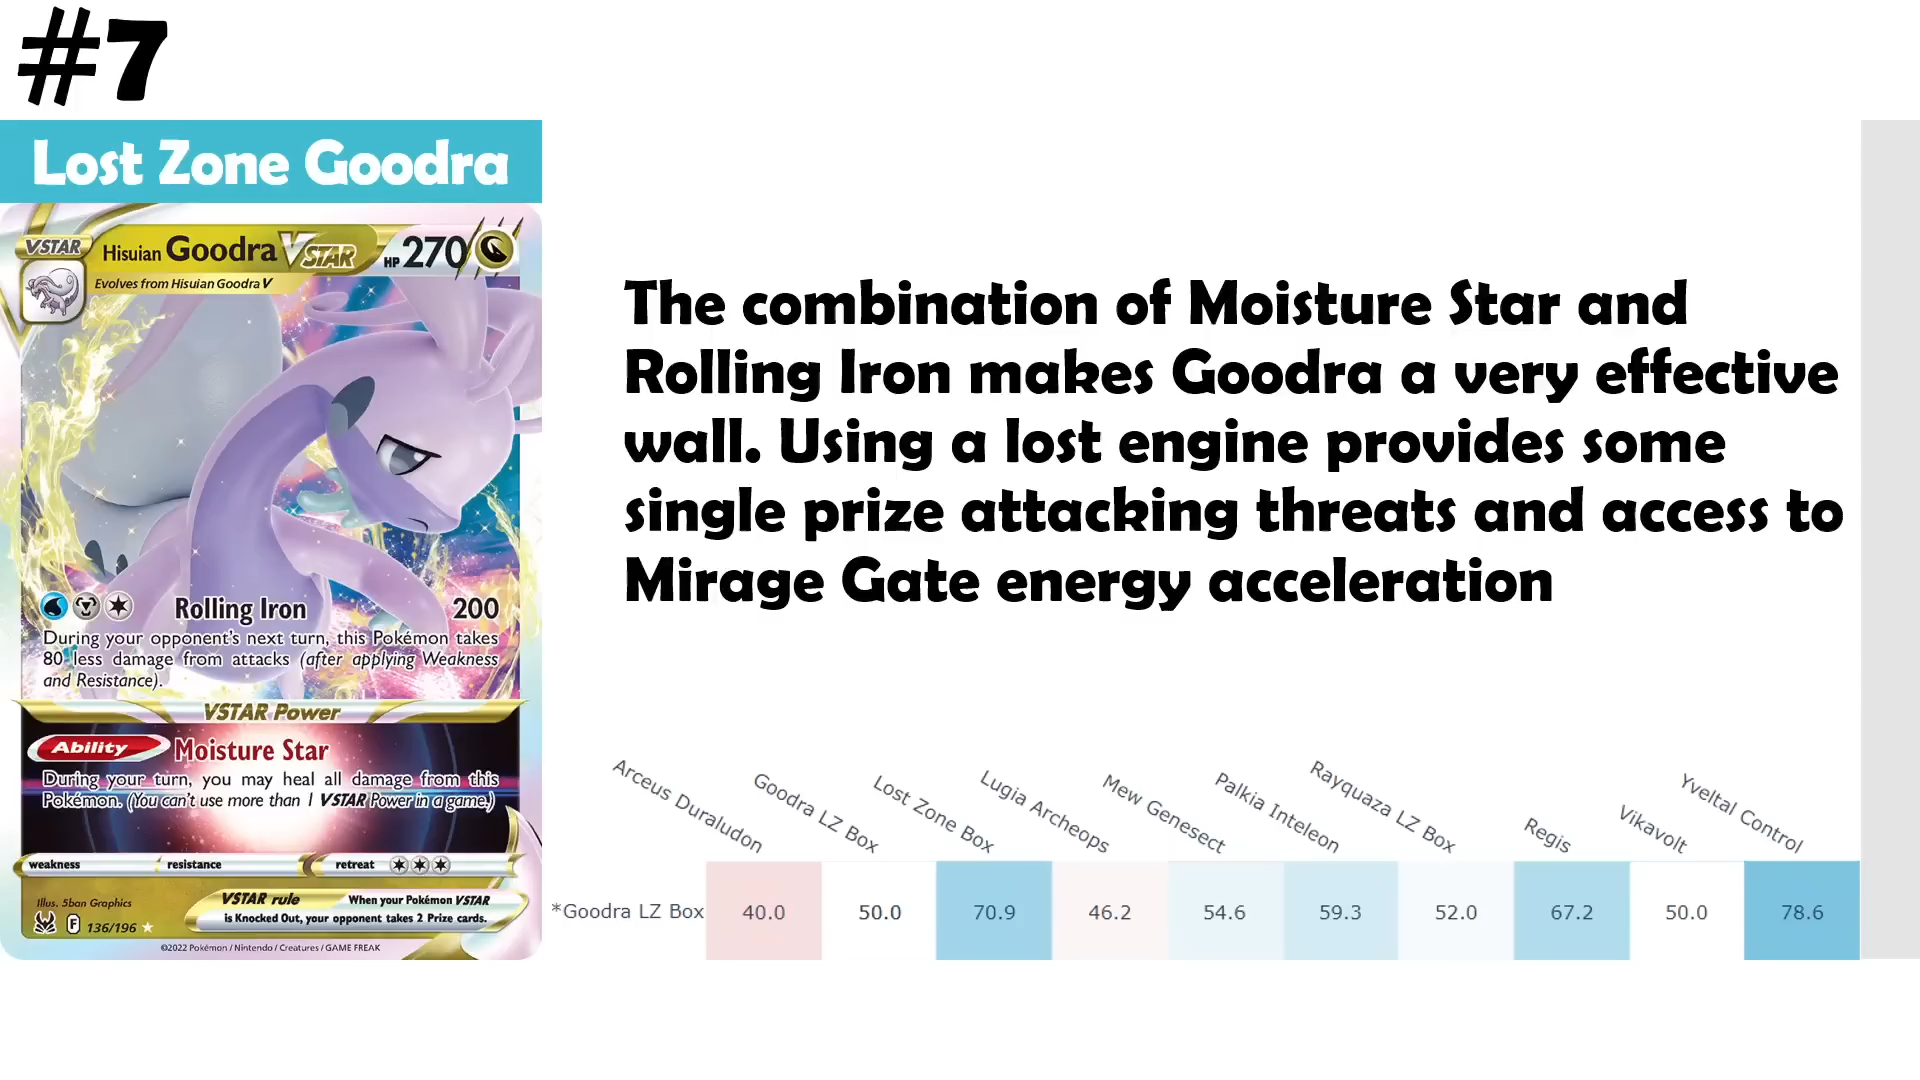 #7
Lost Zone Goodra
VSTAR
Hisuian Goodra VSTAR HP 270
Evolves from Hisuian Goodra V
Rolling Iron 200
During your opponent's next turn, this Pokémon takes
80 less damage from attacks (after applying Weakness
and Resistance).
VSTAR Power
Ability Moisture Star
During your turn, you may heal all damage from this
Pokémon. (You can't use more than 1 VSTAR Power in a game.)
weakness resistance retreat
Illus. 5ban Graphics
VSTAR rule When your Pokémon VSTAR
is Knocked Out, your opponent takes 2 Prize cards.
F 136/196 ★
©2022 Pokémon / Nintendo / Creatures / GAME FREAK
The combination of Moisture Star and
Rolling Iron makes Goodra a very effective
wall. Using a lost engine provides some
single prize attacking threats and access to
Mirage Gate energy acceleration
Arceus Duraludon
Goodra LZ Box
Lost Zone Box
Lugia Archeops
Mew Genesect
Palkia Inteleon
Rayquaza LZ Box
Regis
Vikavolt
Yveltal Control
*Goodra LZ Box 40.0 50.0 70.9 46.2 54.6 59.3 52.0 67.2 50.0 78.6